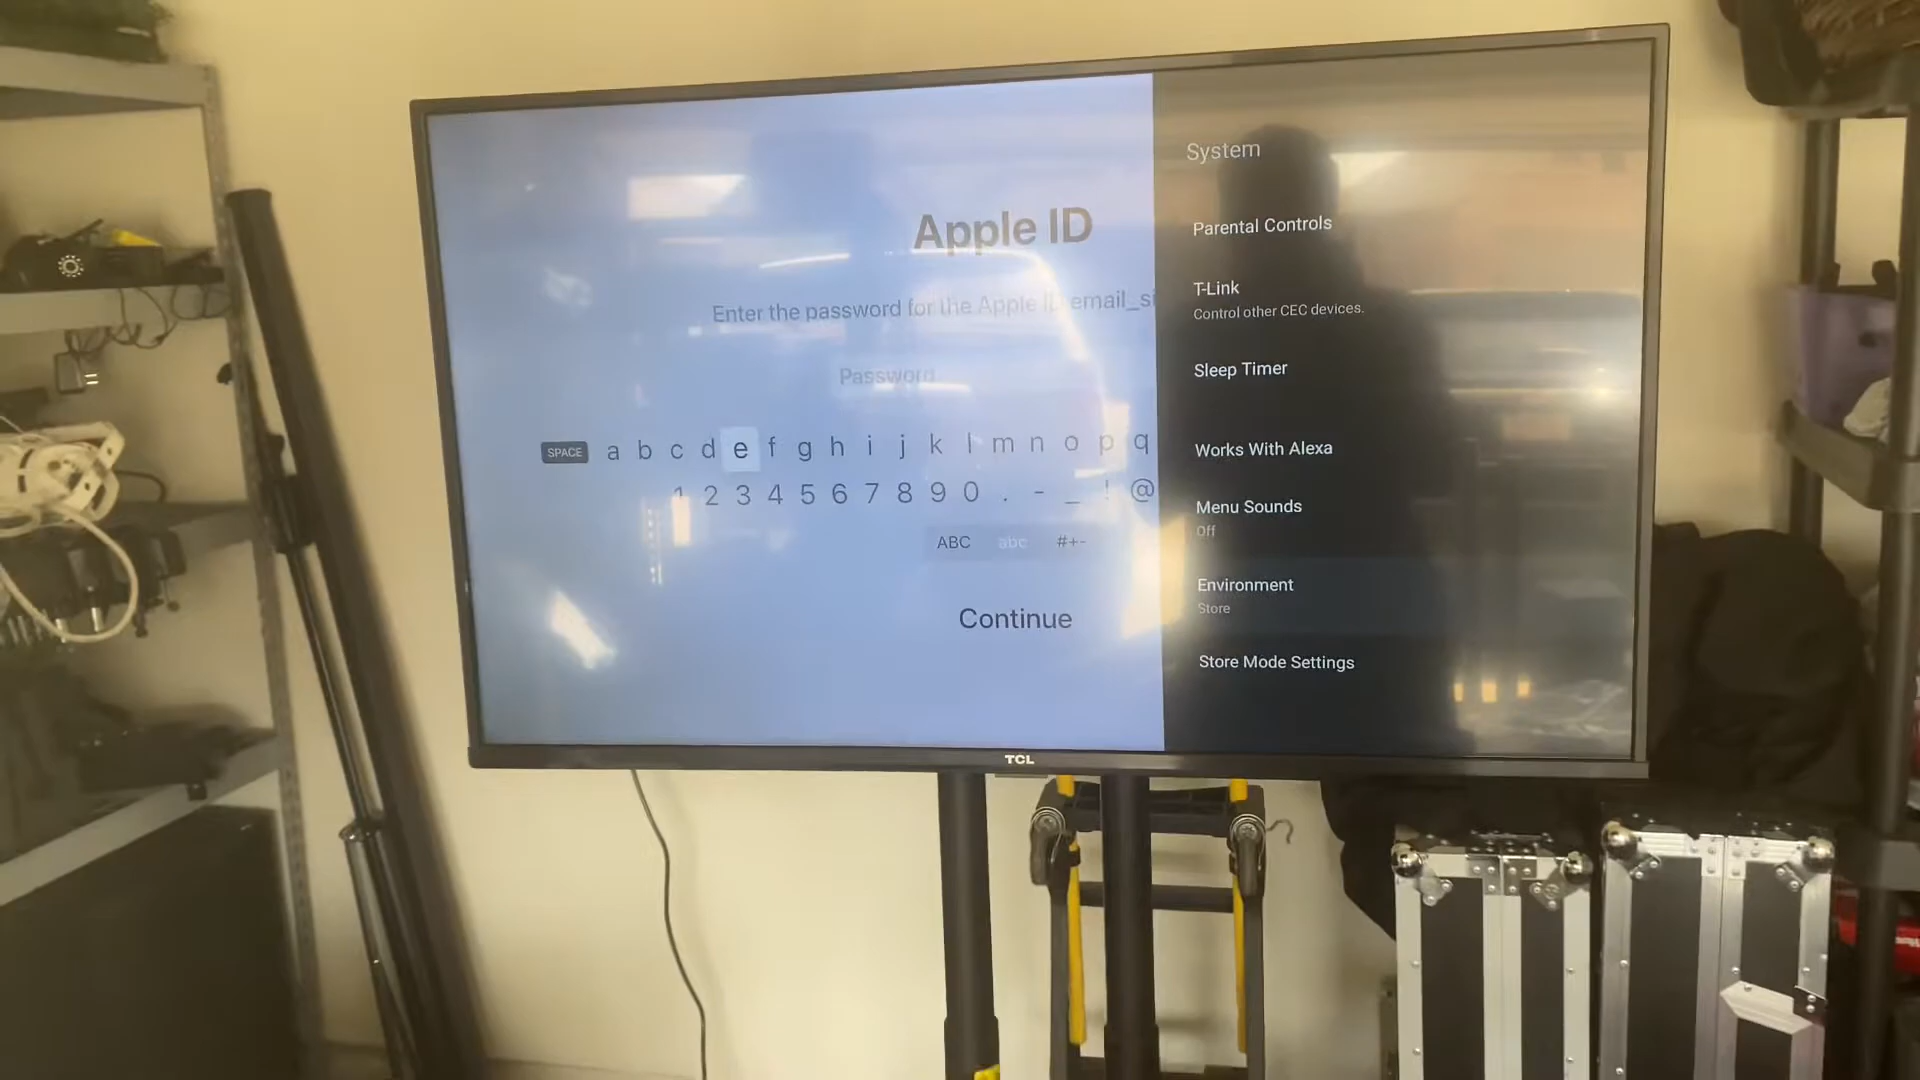 Apple ID
Enter the password for the Apple ID email_si
Password
SPACE a b c d e f g h i j k l m n o p q
1 2 3 4 5 6 7 8 9 0 . - _ ! @
ABC abc #+-
Continue
System
Parental Controls
T-Link
Control other CEC devices.
Sleep Timer
Works With Alexa
Menu Sounds
Off
Environment
Store
Store Mode Settings
TCL